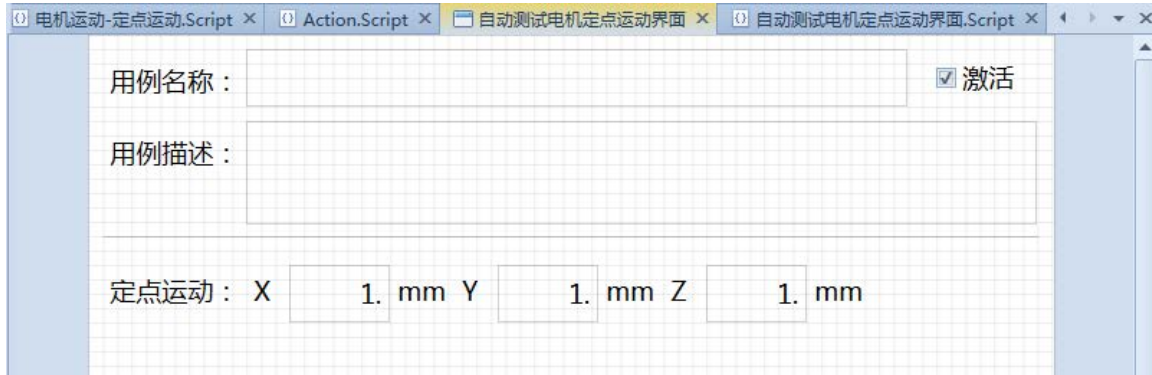 电机运动-定点运动.Script × Action.Script × 自动测试电机定点运动界面 × 自动测试电机定点运动界面.Script ×
用例名称： 激活
用例描述：
定点运动： X 1. mm Y 1. mm Z 1. mm